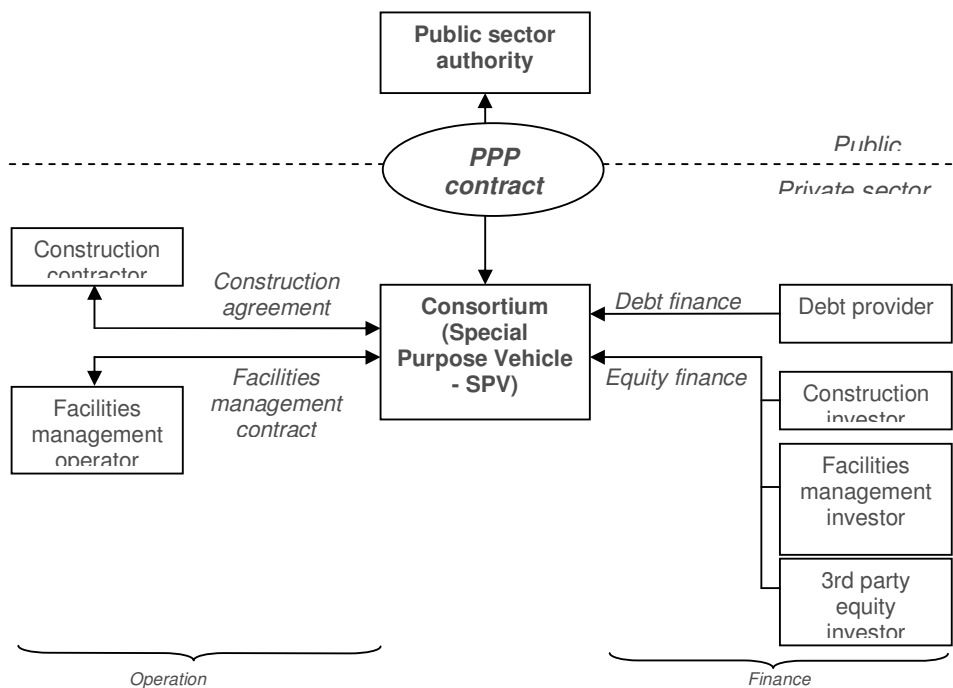 Public sector
authority
PPP
contract
Public
Private sector
Construction
contractor
Construction
agreement
Consortium
(Special
Purpose Vehicle
- SPV)
Debt finance
Debt provider
Facilities
management
contract
Equity finance
Facilities
management
operator
Construction
investor
Facilities
management
investor
3rd party
equity
investor
Operation
Finance